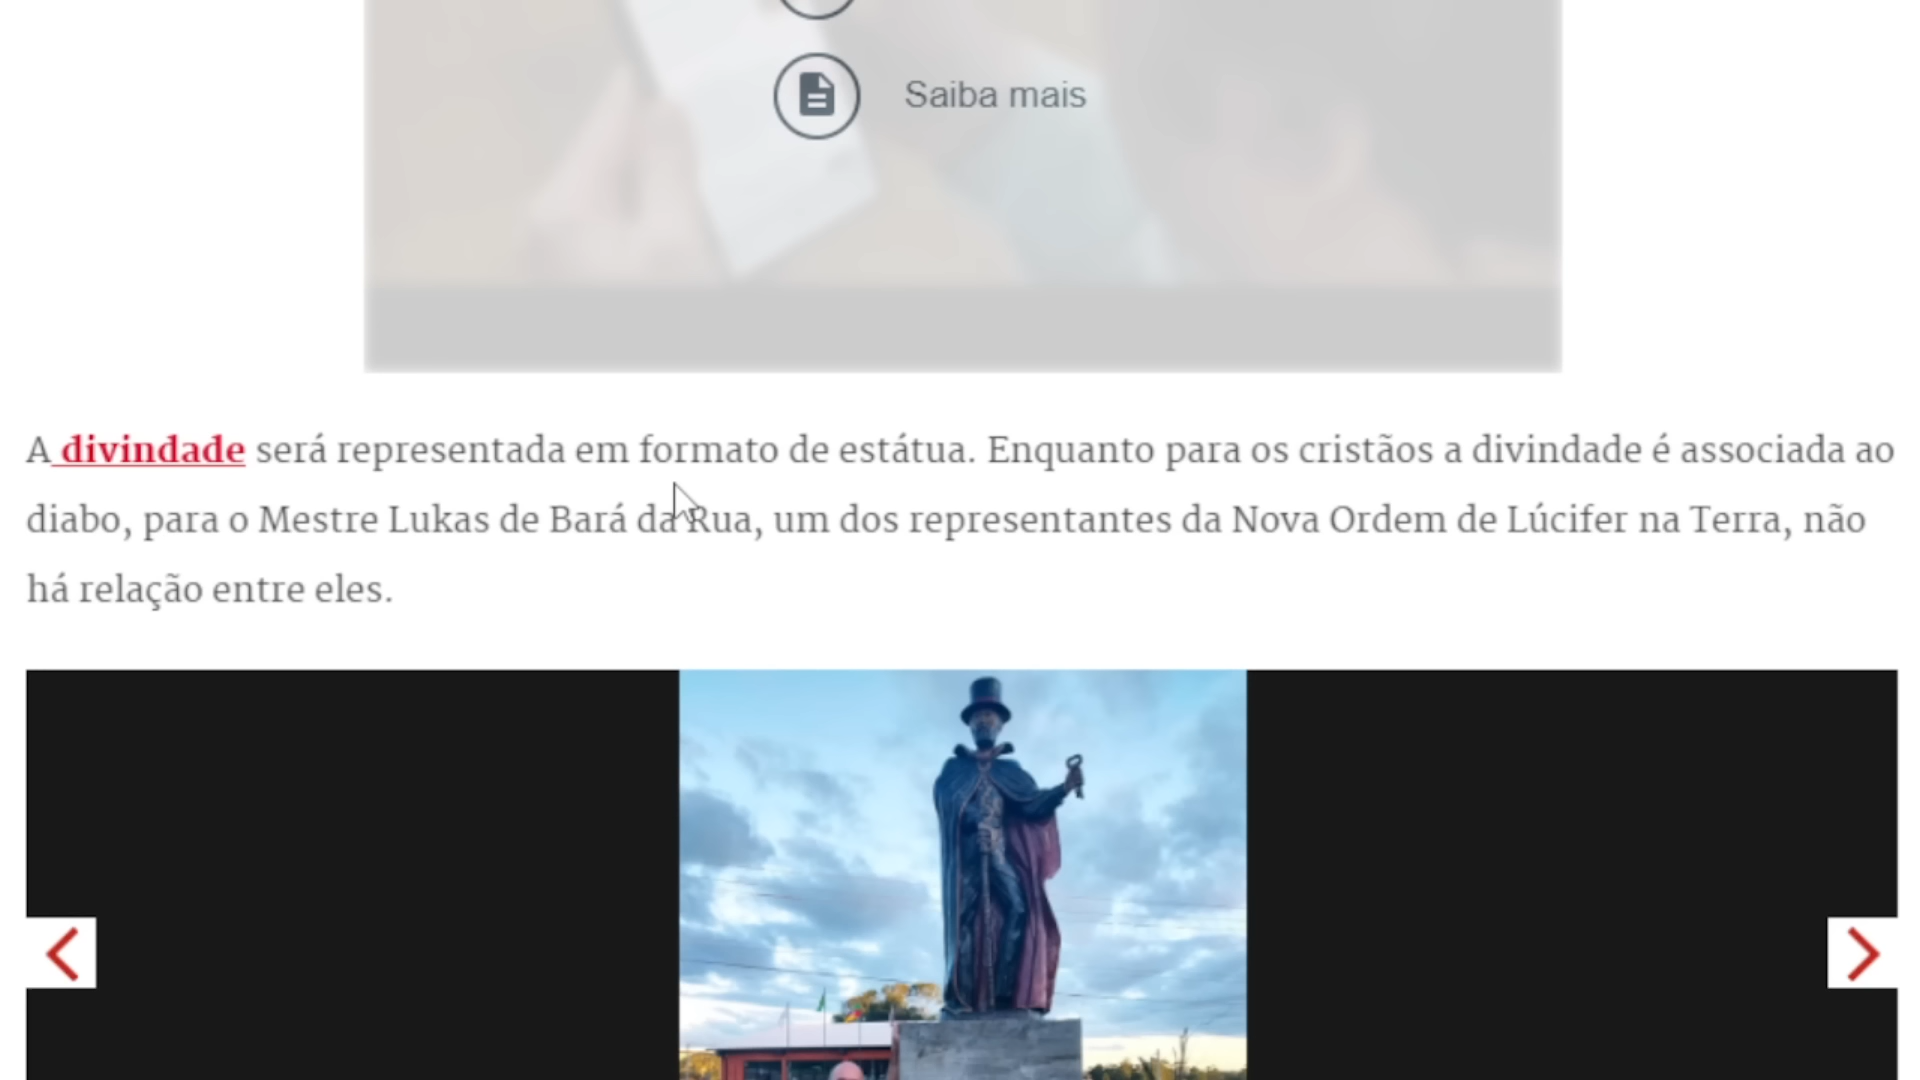 Saiba mais
A divindade será representada em formato de estátua. Enquanto para os cristãos a divindade é associada ao
diabo, para o Mestre Lukas de Bará da Rua, um dos representantes da Nova Ordem de Lúcifer na Terra, não
há relação entre eles.